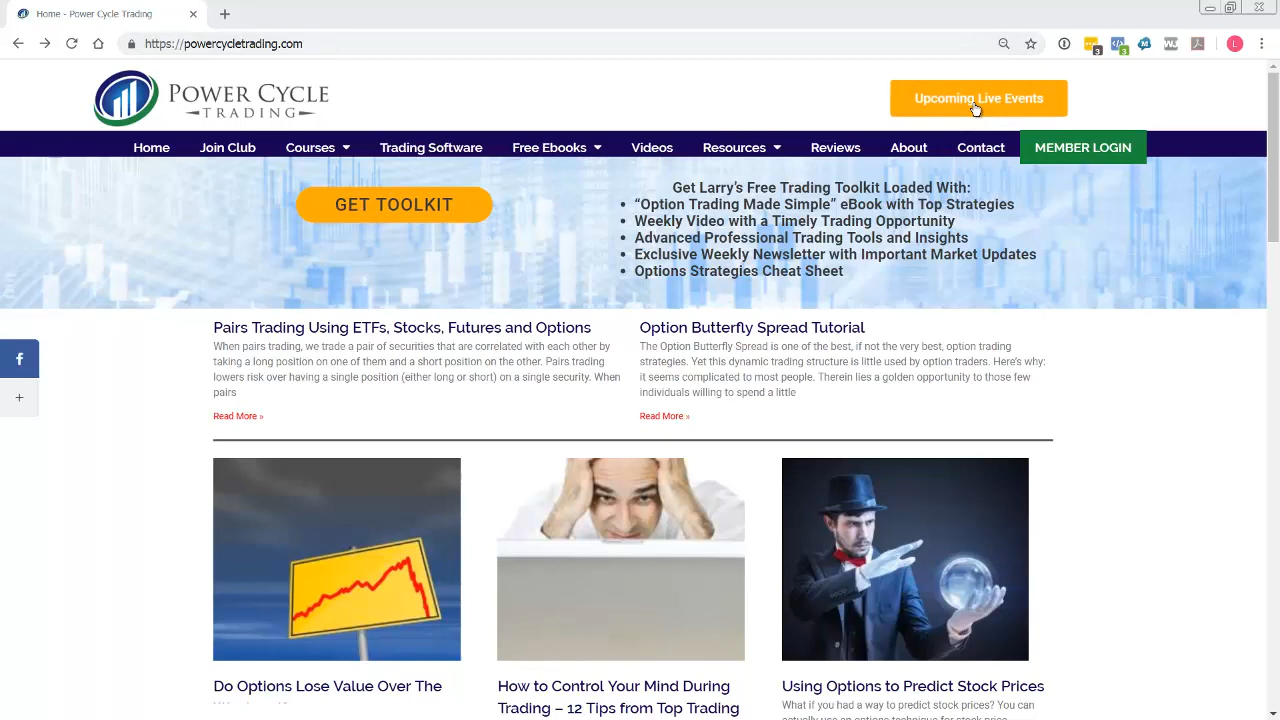 Home - Power Cycle Trading
https://powercycletrading.com
3
3
L
POWER CYCLE
TRADING
Upcoming Live Events
Home
Join Club
Courses
Trading Software
Free Ebooks
Videos
Resources
Reviews
About
Contact
MEMBER LOGIN
GET TOOLKIT
Get Larry's Free Trading Toolkit Loaded With:
• “Option Trading Made Simple” eBook with Top Strategies
• Weekly Video with a Timely Trading Opportunity
• Advanced Professional Trading Tools and Insights
• Exclusive Weekly Newsletter with Important Market Updates
• Options Strategies Cheat Sheet
Pairs Trading Using ETFs, Stocks, Futures and Options
When pairs trading, we trade a pair of securities that are correlated with each other by
taking a long position on one of them and a short position on the other. Pairs trading
lowers risk over having a single position (either long or short) on a single security. When
pairs
Read More »
Option Butterfly Spread Tutorial
The Option Butterfly Spread is one of the best, if not the very best, option trading
strategies. Yet this dynamic trading structure is little used by option traders. Here's why:
it seems complicated to most people. Therein lies a golden opportunity to those few
individuals willing to spend a little
Read More »
Do Options Lose Value Over The
How to Control Your Mind During
Trading – 12 Tips from Top Trading
Using Options to Predict Stock Prices
What if you had a way to predict stock prices? You can